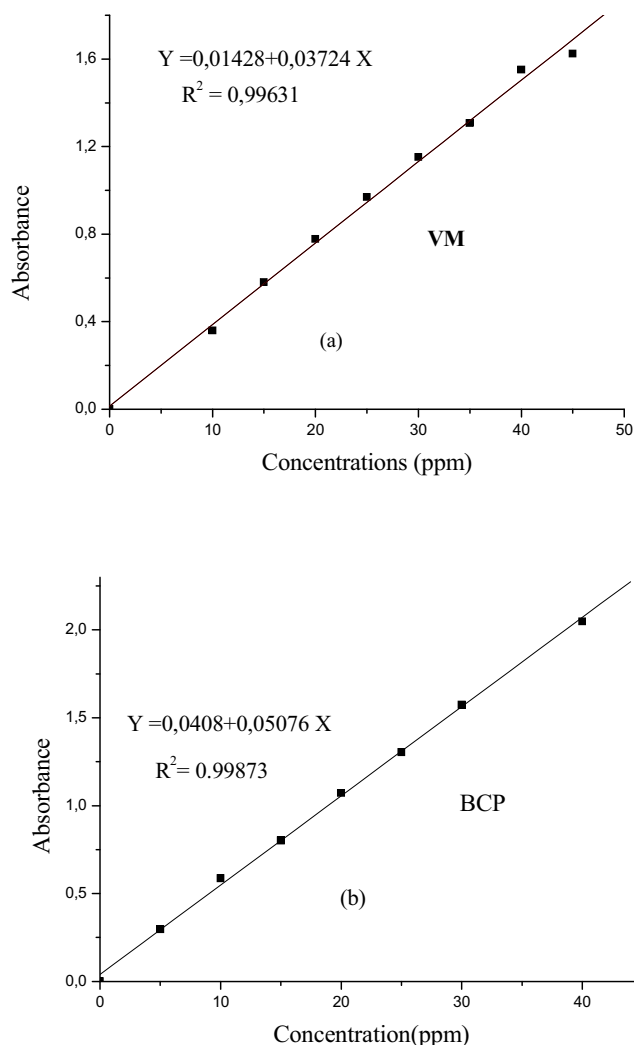 Y =0,01428+0,03724 X
R² = 0,99631
1,6
1,2
0,8
0,4
0,0
Absorbance
VM
(a)
0 10 20 30 40 50
Concentrations (ppm)
Y =0,0408+0,05076 X
R²= 0.99873
2,0
1,5
1,0
0,5
0,0
Absorbance
BCP
(b)
0 10 20 30 40
Concentration(ppm)